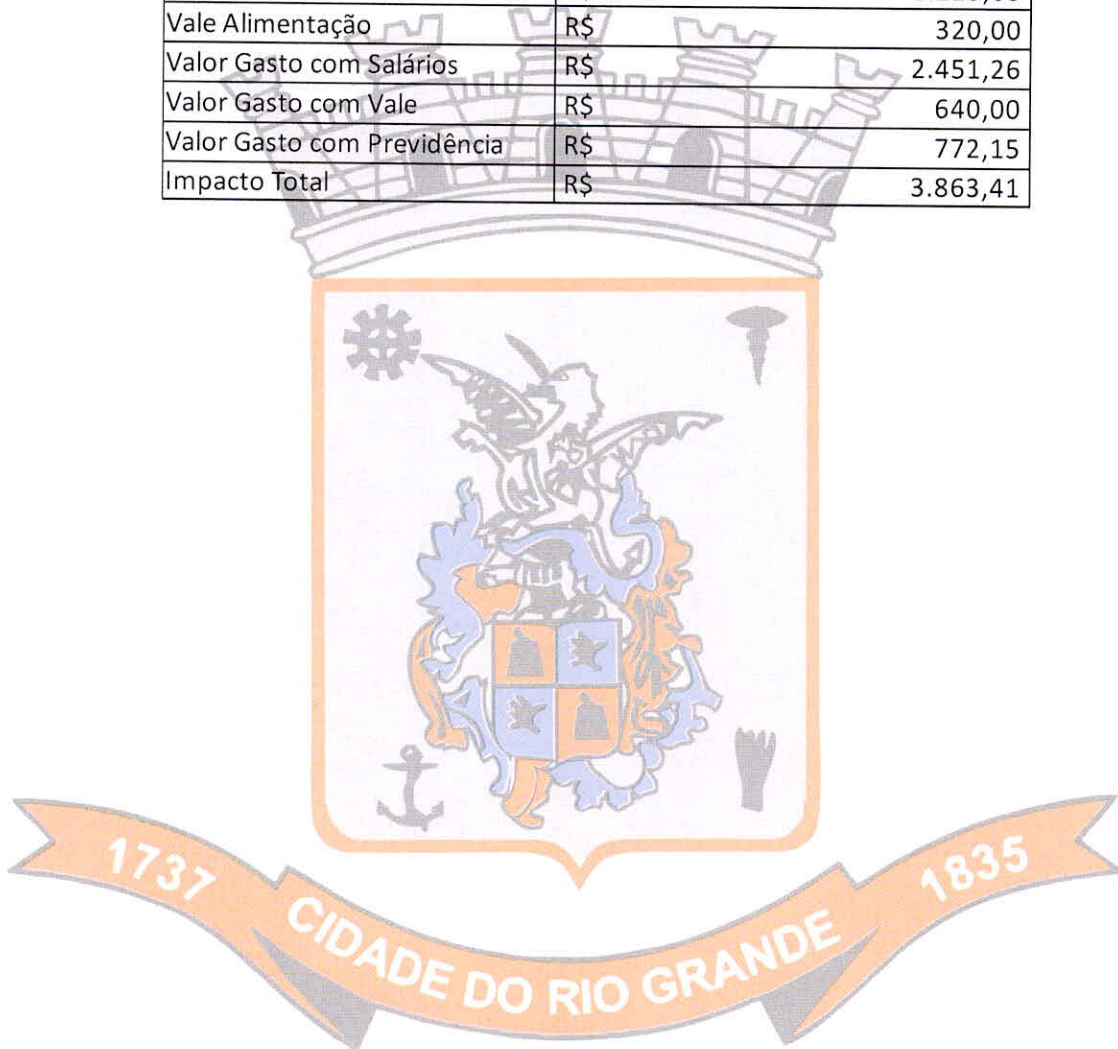 Vale Alimentação R$ 320,00
Valor Gasto com Salários R$ 2.451,26
Valor Gasto com Vale R$ 640,00
Valor Gasto com Previdência R$ 772,15
Impacto Total R$ 3.863,41
1737 CIDADE DO RIO GRANDE 1835